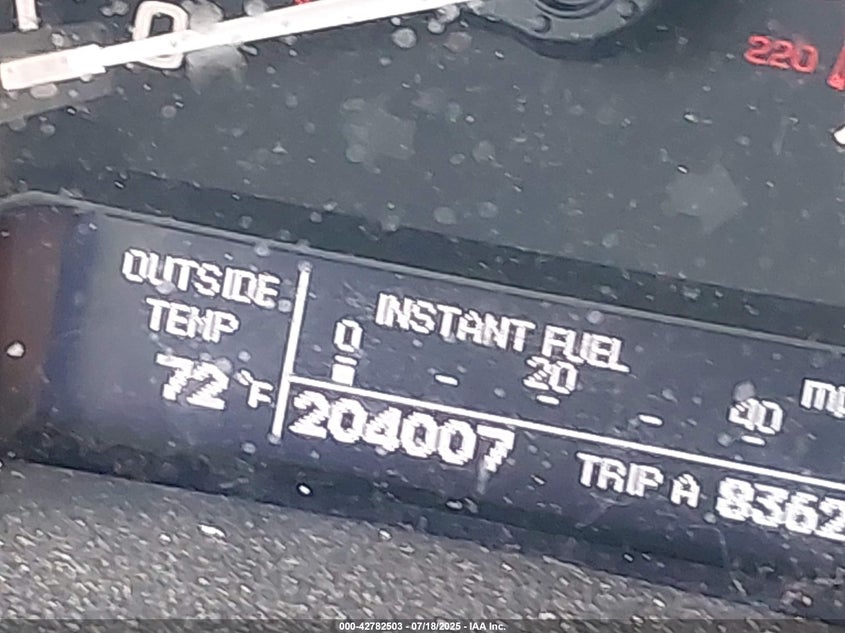 0
220
OUTSIDE
TEMP
72°F
INSTANT FUEL
0 - 20 - 40
204007
TRIP A 8362
000-42782503 - 07/18/2025 - IAA Inc.